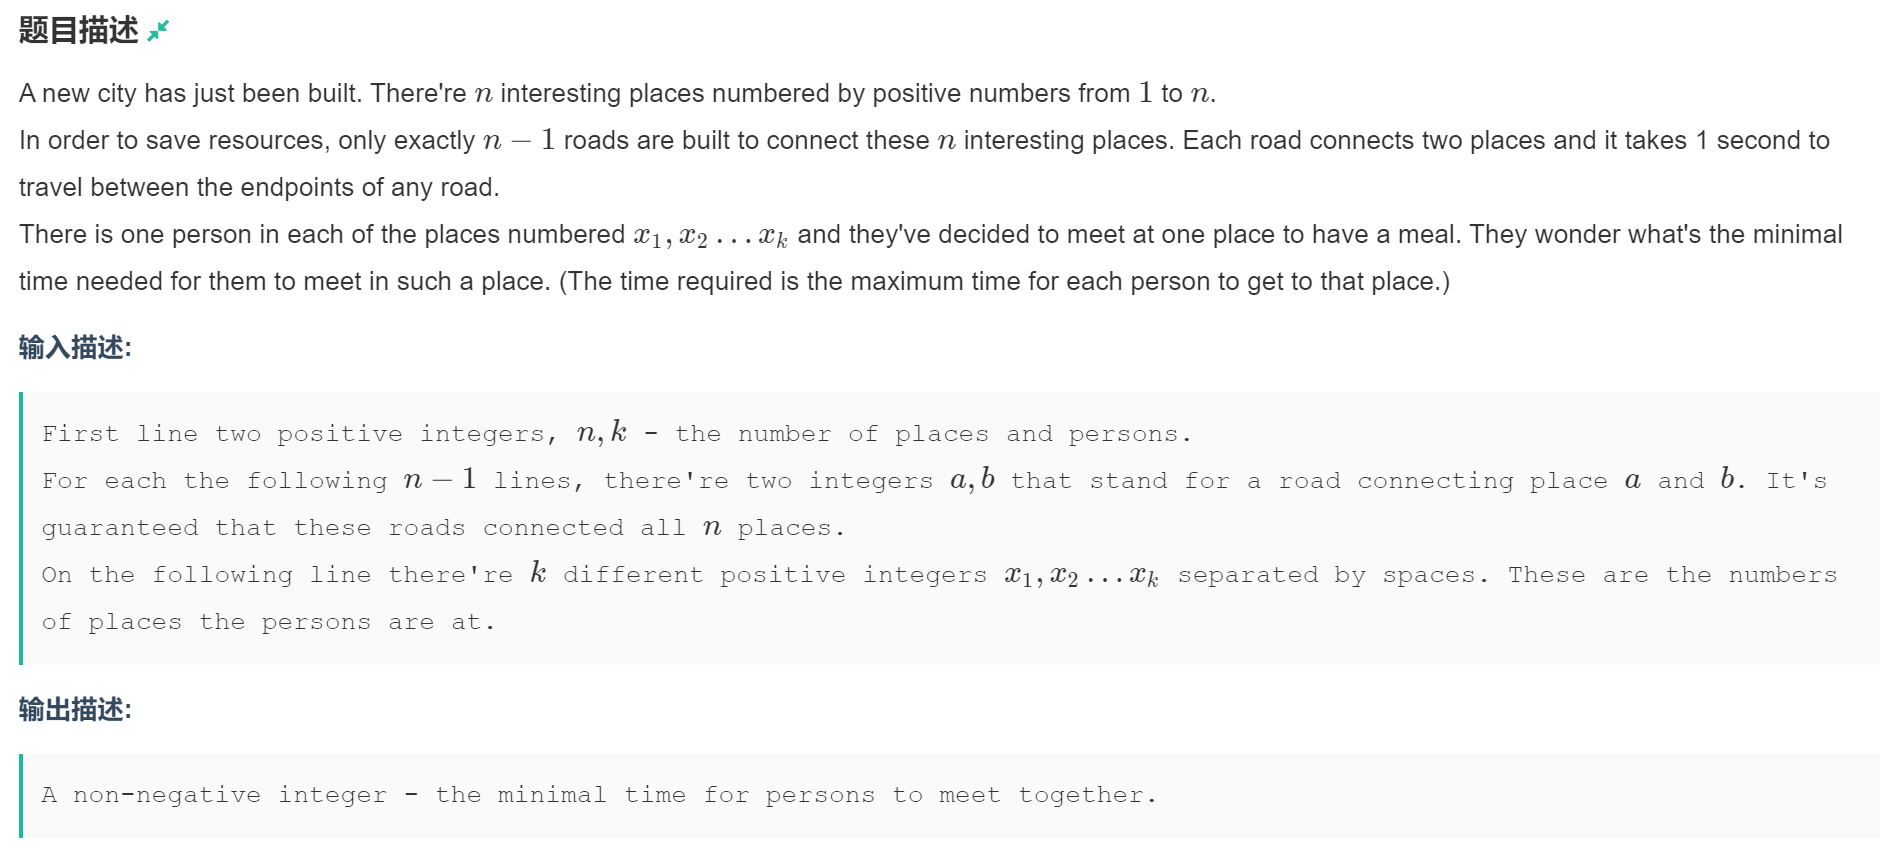 题目描述
A new city has just been built. There're n interesting places numbered by positive numbers from 1 to n.
In order to save resources, only exactly n − 1 roads are built to connect these n interesting places. Each road connects two places and it takes 1 second to
travel between the endpoints of any road.
There is one person in each of the places numbered x₁, x₂ … xₖ and they've decided to meet at one place to have a meal. They wonder what's the minimal
time needed for them to meet in such a place. (The time required is the maximum time for each person to get to that place.)
输入描述:
First line two positive integers, n, k - the number of places and persons.
For each the following n − 1 lines, there're two integers a, b that stand for a road connecting place a and b. It's
guaranteed that these roads connected all n places.
On the following line there're k different positive integers x₁, x₂ … xₖ separated by spaces. These are the numbers
of places the persons are at.
输出描述:
A non-negative integer - the minimal time for persons to meet together.